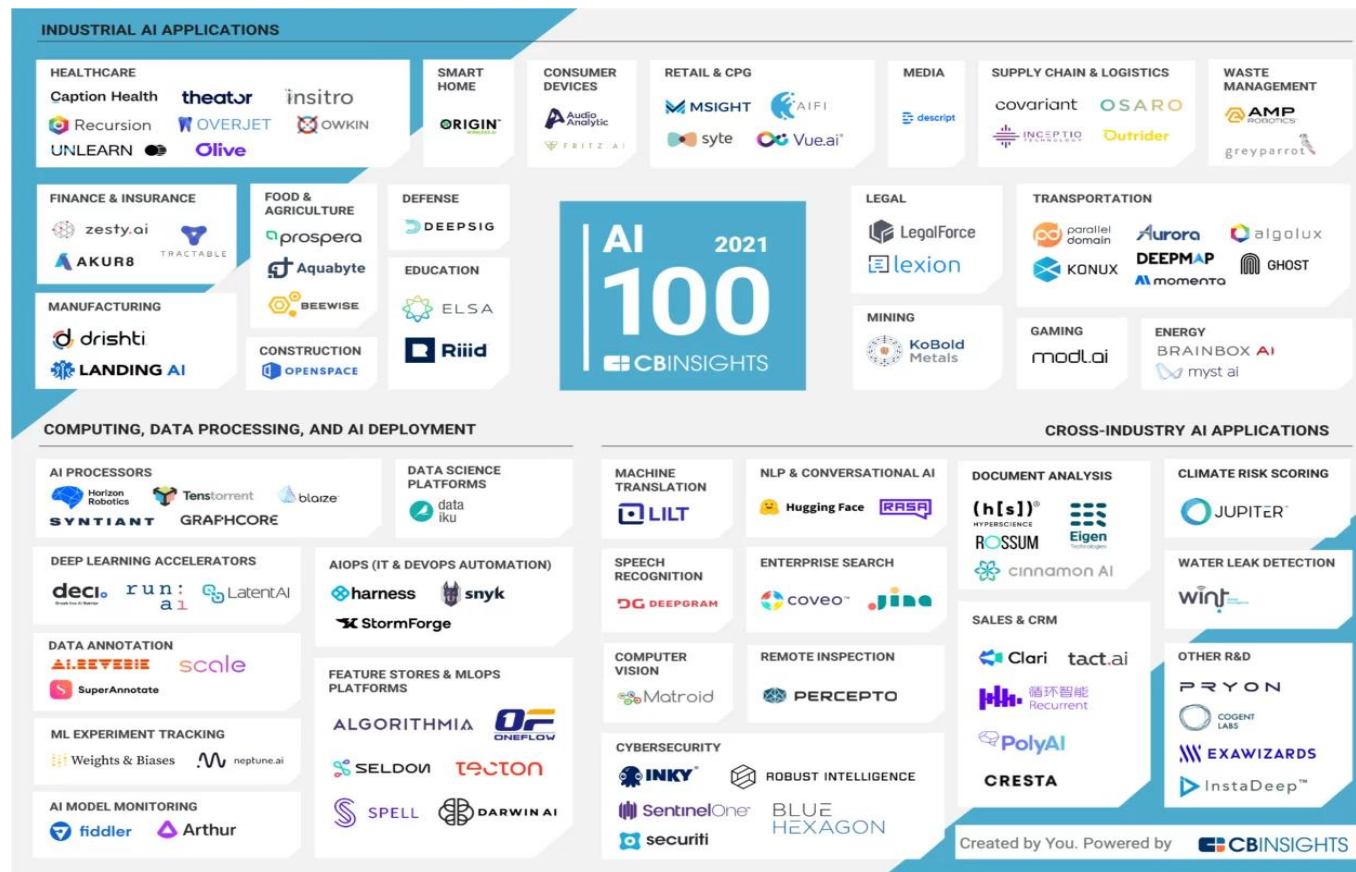 INDUSTRIAL AI APPLICATIONS
HEALTHCARE
Caption Health theator insitro
Recursion OVERJET OWKIN
UNLEARN Olive
SMART
HOME
ORIGIN™
WIRELESS AI
CONSUMER
DEVICES
Audio
Analytic
FRITZ AI
RETAIL & CPG
MSIGHT AIFI
syte Vue.ai®
MEDIA
descript
SUPPLY CHAIN & LOGISTICS
covariant OSARO
INCEPTIO
TECHNOLOGY
Outrider
WASTE
MANAGEMENT
AMP
ROBOTICS™
greyparrot
FINANCE & INSURANCE
zesty.ai
TRACTABLE
AKUR8
FOOD &
AGRICULTURE
prospera
Aquabyte
BEEWISE
DEFENSE
DEEPSIG
EDUCATION
ELSA
Riiid
MANUFACTURING
drishti
LANDING AI
CONSTRUCTION
OPENSPACE
AI 2021
100
CBINSIGHTS
LEGAL
LegalForce
lexion
TRANSPORTATION
parallel
domain
Aurora algolux
KONUX DEEPMAP GHOST
momenta
MINING
KoBold
Metals
GAMING
modl.ai
ENERGY
BRAINBOX AI
myst ai
COMPUTING, DATA PROCESSING, AND AI DEPLOYMENT
AI PROCESSORS
Horizon
Robotics
Tenstorrent blaize
SYNTIANT GRAPHCORE
DATA SCIENCE
PLATFORMS
data
iku
DEEP LEARNING ACCELERATORS
deci.
run:
ai
LatentAI
AIOPS (IT & DEVOPS AUTOMATION)
harness snyk
StormForge
DATA ANNOTATION
AI.REVERIE scale
SuperAnnotate
FEATURE STORES & MLOPS
PLATFORMS
ALGORITHMIA OF
ONEFLOW
SELDON TECTON
SPELL DARWIN AI
ML EXPERIMENT TRACKING
Weights & Biases neptune.ai
AI MODEL MONITORING
fiddler Arthur
CROSS-INDUSTRY AI APPLICATIONS
MACHINE
TRANSLATION
LILT
NLP & CONVERSATIONAL AI
Hugging Face RASA
DOCUMENT ANALYSIS
(h[s])®
HYPERSCIENCE
ROSSUM
Eigen
Technologies
cinnamon AI
CLIMATE RISK SCORING
JUPITER
SPEECH
RECOGNITION
DG DEEPGRAM
ENTERPRISE SEARCH
coveo™ Jina
WATER LEAK DETECTION
wint
COMPUTER
VISION
Matroid
REMOTE INSPECTION
PERCEPTO
SALES & CRM
Clari tact.ai
循环智能
Recurrent
PolyAI
CRESTA
OTHER R&D
PRYON
COGENT
LABS
EXAWIZARDS
InstaDeep™
CYBERSECURITY
INKY® ROBUST INTELLIGENCE
SentinelOne
BLUE
HEXAGON
securiti
Created by You. Powered by CBINSIGHTS